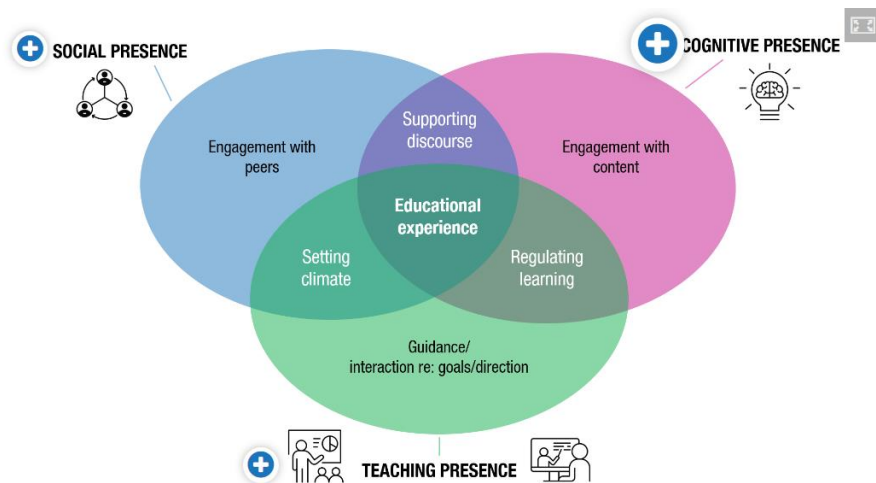 SOCIAL PRESENCE
COGNITIVE PRESENCE
Supporting
discourse
Engagement with
peers
Engagement with
content
Educational
experience
Setting
climate
Regulating
learning
Guidance/
interaction re: goals/direction
TEACHING PRESENCE